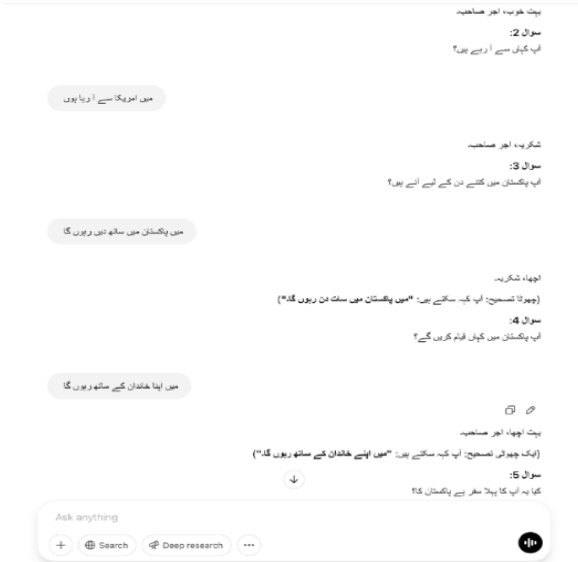 بہت خوب، اجر صاحب۔
سوال 2:
آپ کہاں سے آ رہے ہیں؟
میں امریکا سے آ رہا ہوں
شکریہ، اجر صاحب۔
سوال 3:
آپ پاکستان میں کتنے دن کے لیے آئے ہیں؟
میں پاکستان میں ساتھ دیں رہوں گا
اچھا، شکریہ۔
(چھوٹا تصحیح: آپ کہہ سکتے ہیں: "میں پاکستان میں سات دن رہوں گا۔")
سوال 4:
آپ پاکستان میں کہاں قیام کریں گے؟
میں اپنا خاندان کے ساتھ رہوں گا
بہت اچھا، اجر صاحب۔
(ایک چھوٹی تصحیح: آپ کہہ سکتے ہیں: "میں اپنے خاندان کے ساتھ رہوں گا۔")
سوال 5:
کیا یہ آپ کا پہلا سفر ہے پاکستان کا؟
Ask anything
Search Deep research